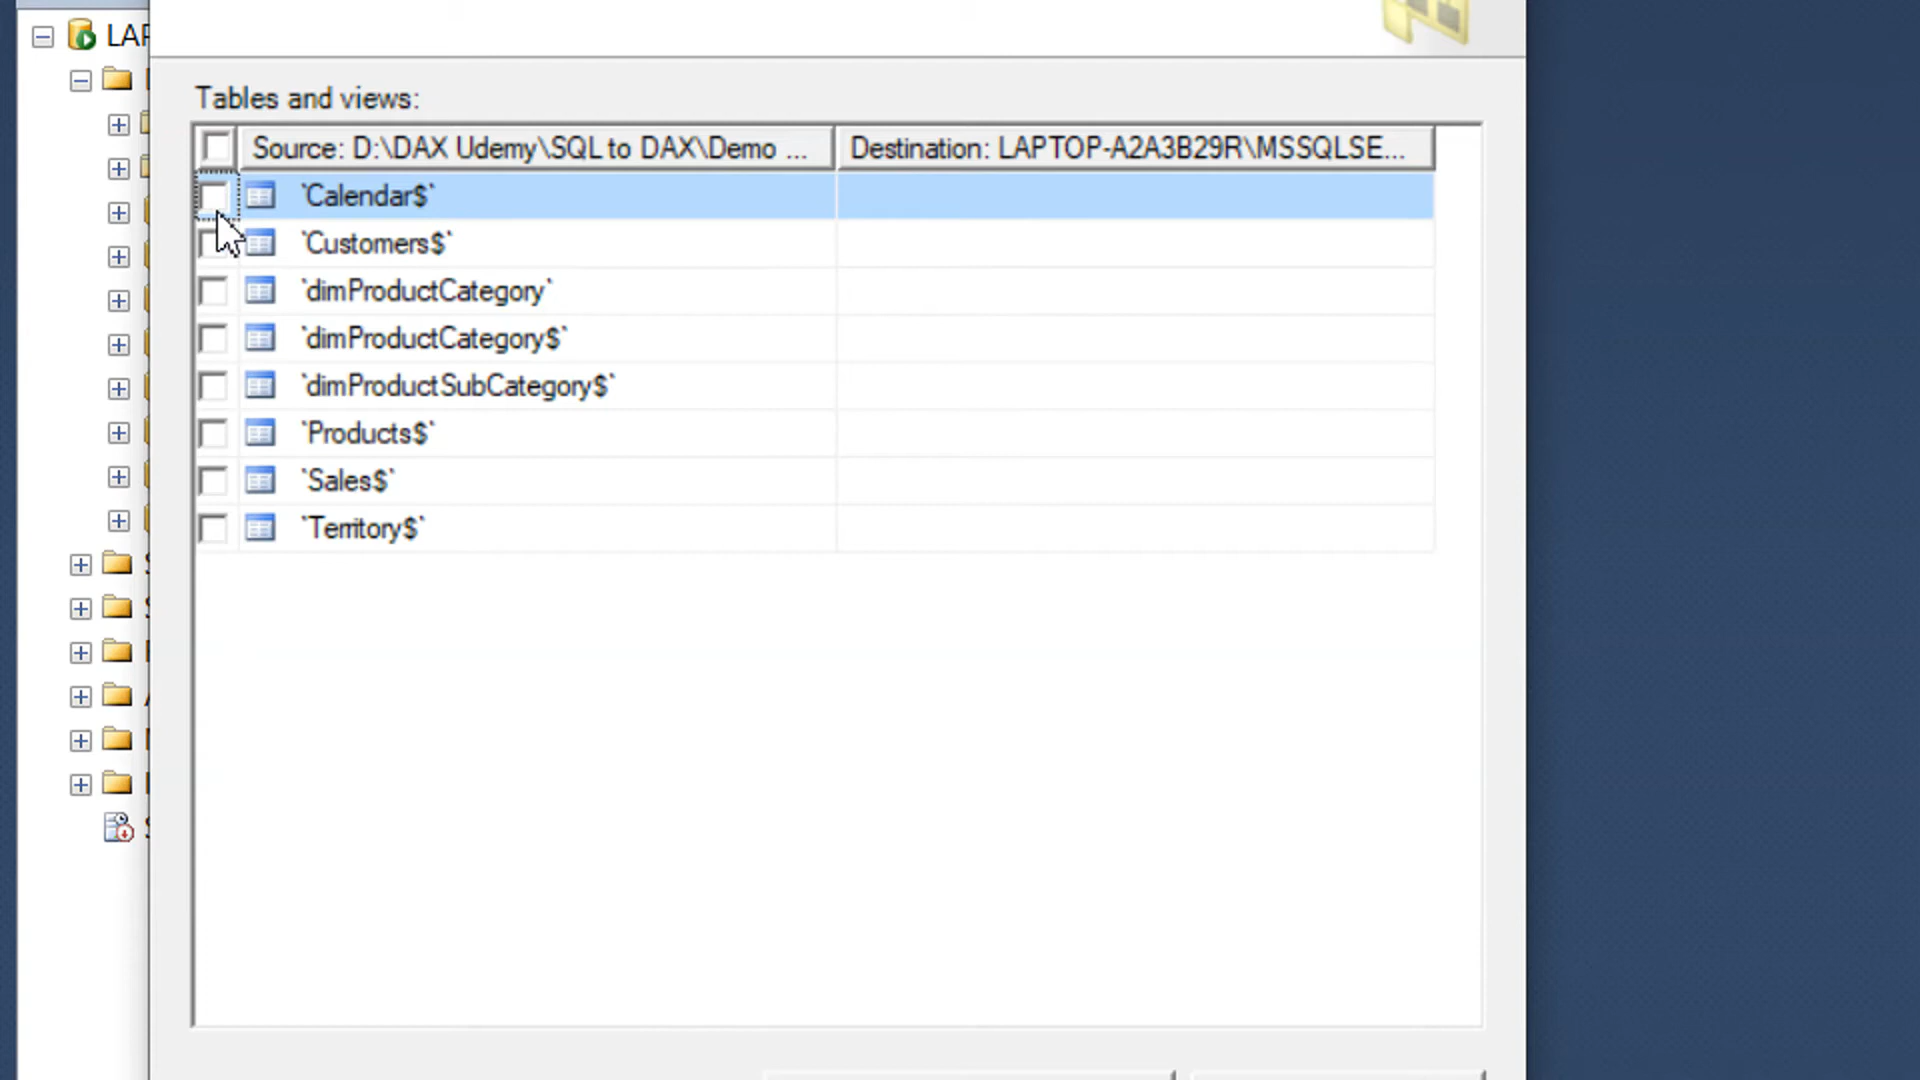 LAP
Tables and views:
Source: D:\DAX Udemy\SQL to DAX\Demo ...
Destination: LAPTOP-A2A3B29R\MSSQLSE...
`Calendar$`
`Customers$`
`dimProductCategory`
`dimProductCategory$`
`dimProductSubCategory$`
`Products$`
`Sales$`
`Territory$`